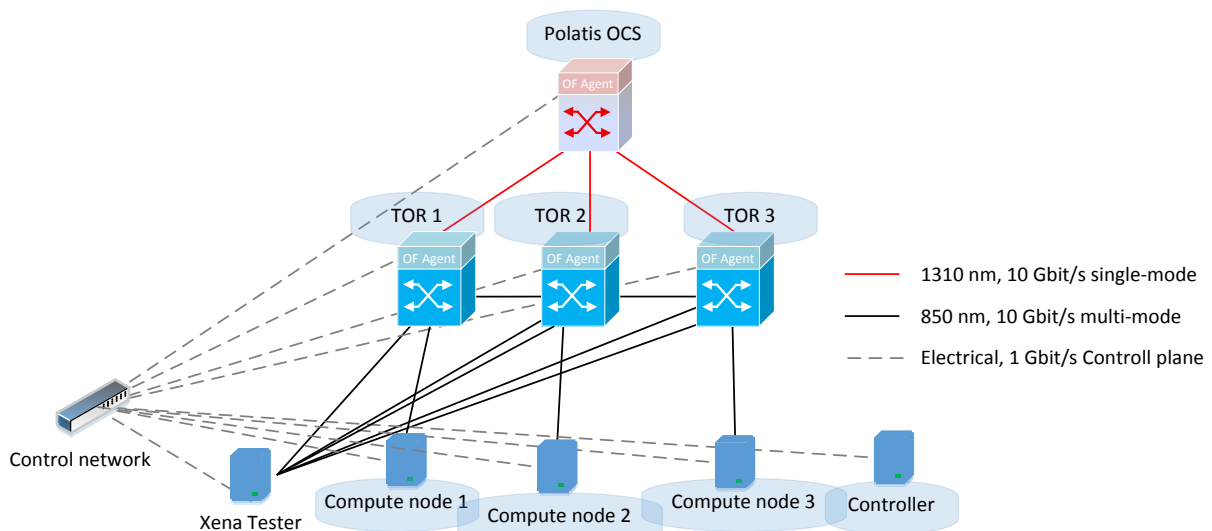 Polatis OCS
OF Agent
TOR 1
TOR 2
TOR 3
OF Agent
OF Agent
OF Agent
1310 nm, 10 Gbit/s single-mode
850 nm, 10 Gbit/s multi-mode
Electrical, 1 Gbit/s Controll plane
Control network
Xena Tester
Compute node 1
Compute node 2
Compute node 3
Controller